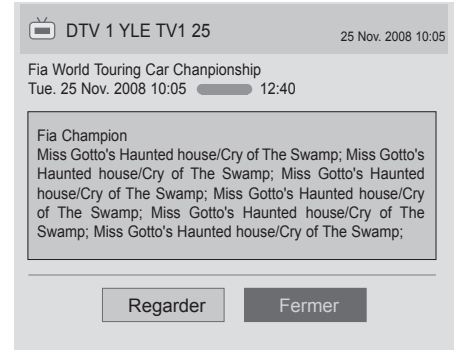 DTV 1 YLE TV1 25
25 Nov. 2008 10:05
Fia World Touring Car Chanpionship
Tue. 25 Nov. 2008 10:05 12:40
Fia Champion
Miss Gotto's Haunted house/Cry of The Swamp; Miss Gotto's
Haunted house/Cry of The Swamp; Miss Gotto's Haunted
house/Cry of The Swamp; Miss Gotto's Haunted house/Cry
of The Swamp; Miss Gotto's Haunted house/Cry of The
Swamp; Miss Gotto's Haunted house/Cry of The Swamp;
Regarder
Fermer